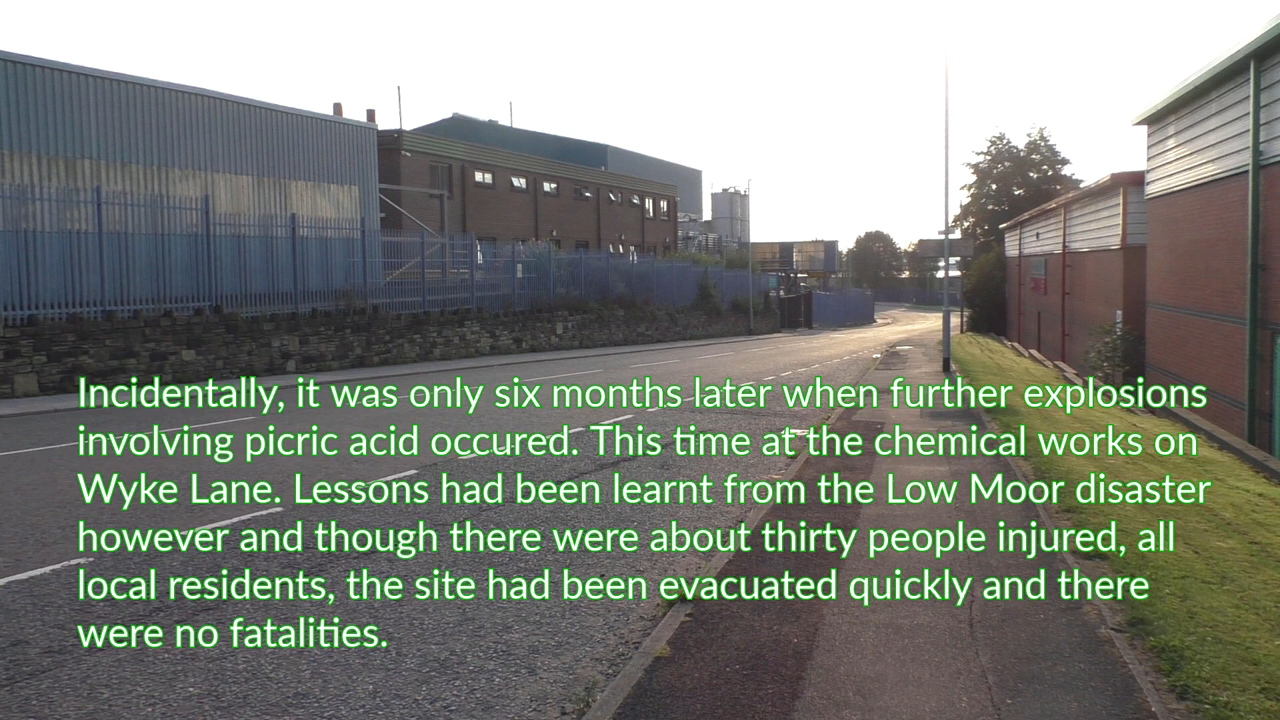 Incidentally, it was only six months later when further explosions
involving picric acid occured. This time at the chemical works on
Wyke Lane. Lessons had been learnt from the Low Moor disaster
however and though there were about thirty people injured, all
local residents, the site had been evacuated quickly and there
were no fatalities.